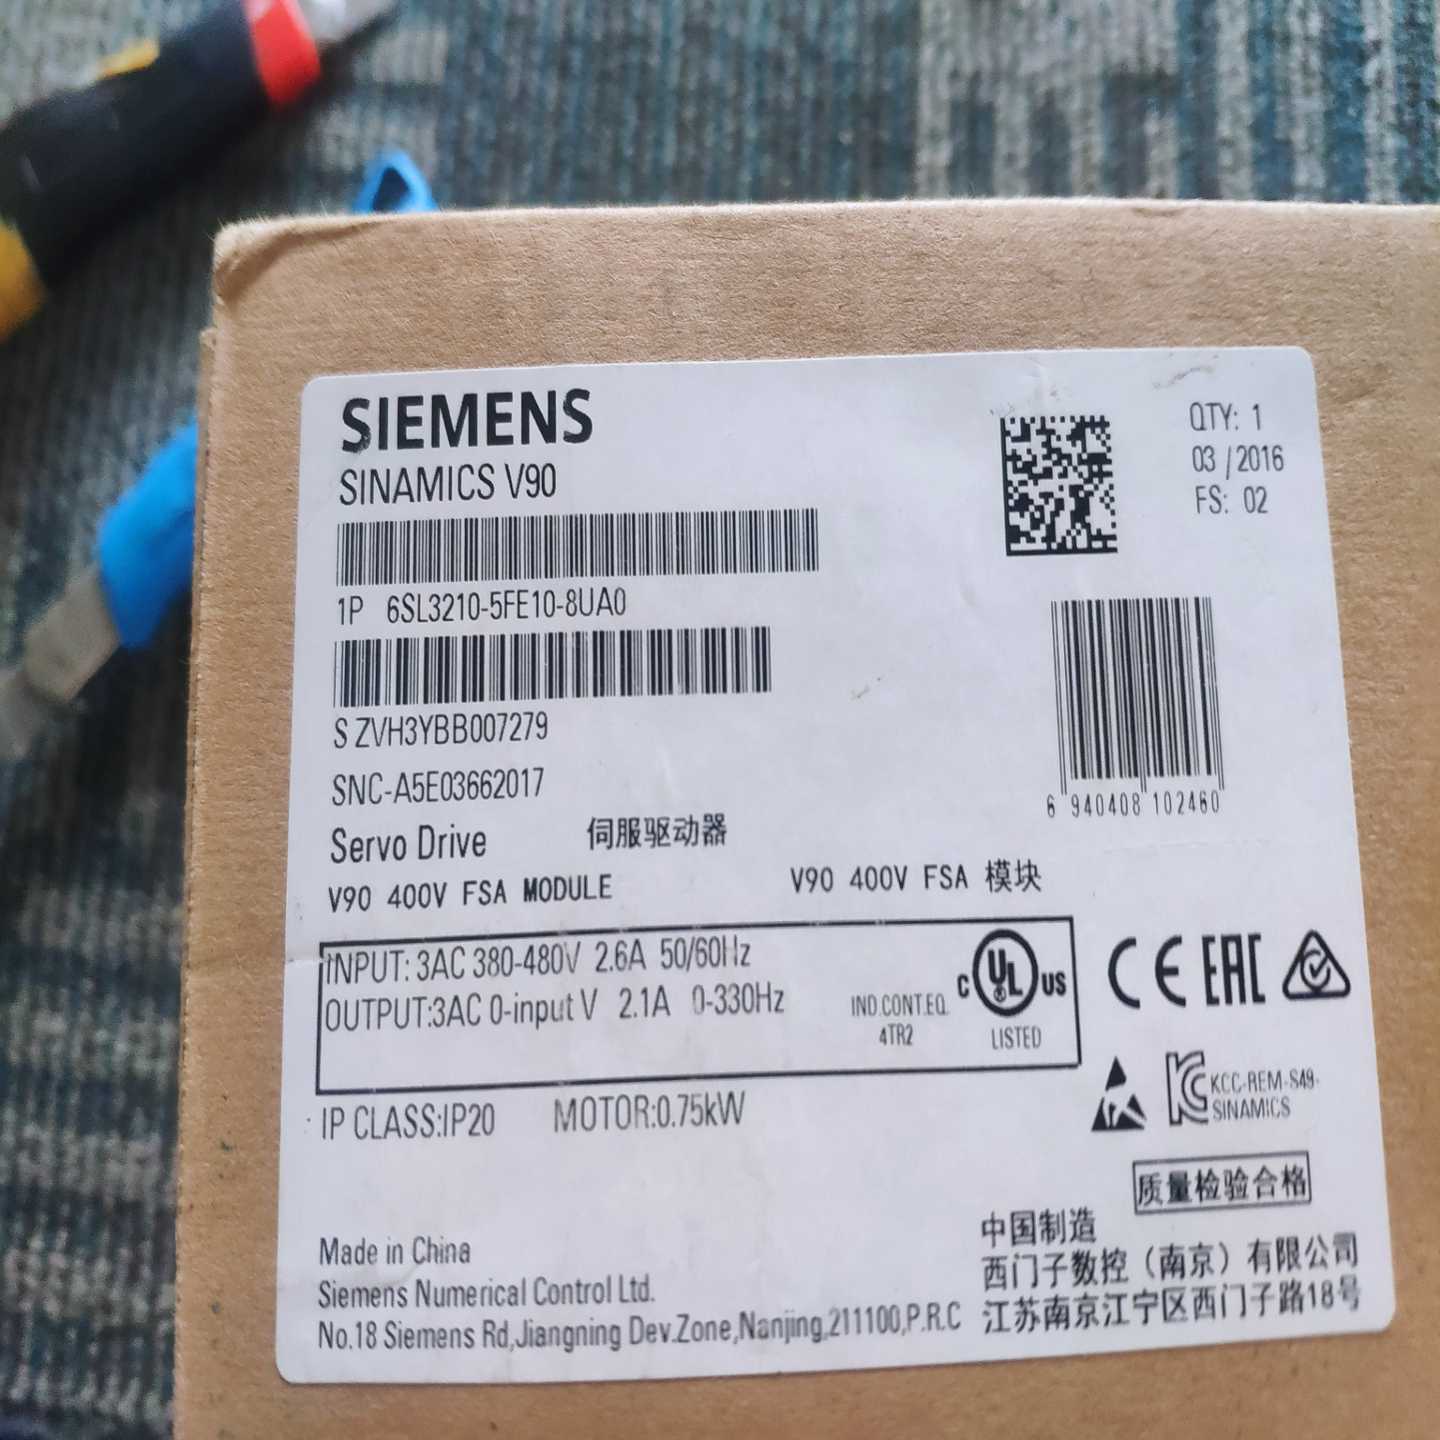 SIEMENS
SINAMICS V90
QTY: 1
03 /2016
FS: 02
1P 6SL3210-5FE10-8UA0
S ZVH3YBB007279
SNC-A5E03662017
6 940408 102460
Servo Drive 伺服驱动器
V90 400V FSA MODULE V90 400V FSA 模块
INPUT: 3AC 380-480V 2.6A 50/60Hz
OUTPUT:3AC 0-input V 2.1A 0-330Hz
IND.CONT.EQ.
4TR2
C UL US
LISTED
CE EAC
IP CLASS:IP20 MOTOR:0.75kW
KCC-REM-S49-
SINAMICS
质量检验合格
Made in China
Siemens Numerical Control Ltd.
No.18 Siemens Rd,Jiangning Dev.Zone,Nanjing,211100,P.R.C
中国制造
西门子数控（南京）有限公司
江苏南京江宁区西门子路18号